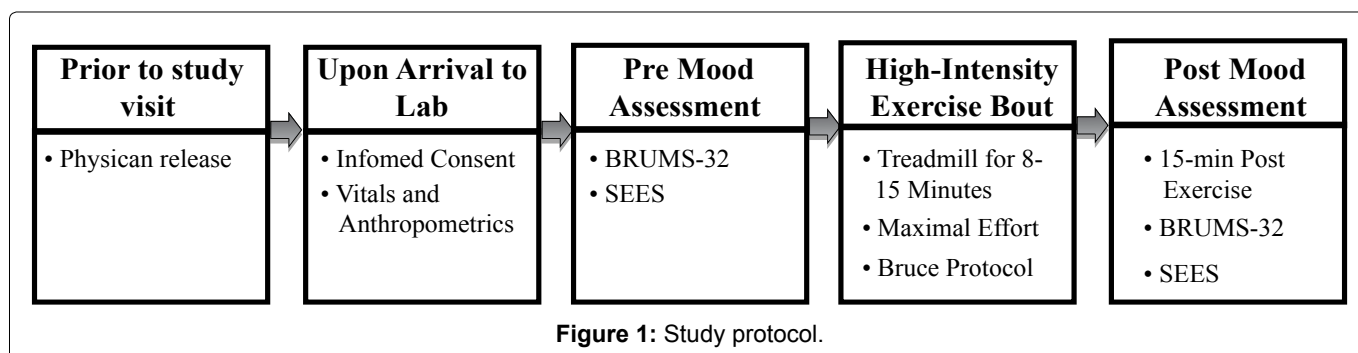 Prior to study
visit
• Physican release
Upon Arrival to
Lab
• Infomed Consent
• Vitals and
Anthropometrics
Pre Mood
Assessment
• BRUMS-32
• SEES
High-Intensity
Exercise Bout
• Treadmill for 8-
15 Minutes
• Maximal Effort
• Bruce Protocol
Post Mood
Assessment
• 15-min Post
Exercise
• BRUMS-32
• SEES
Figure 1: Study protocol.